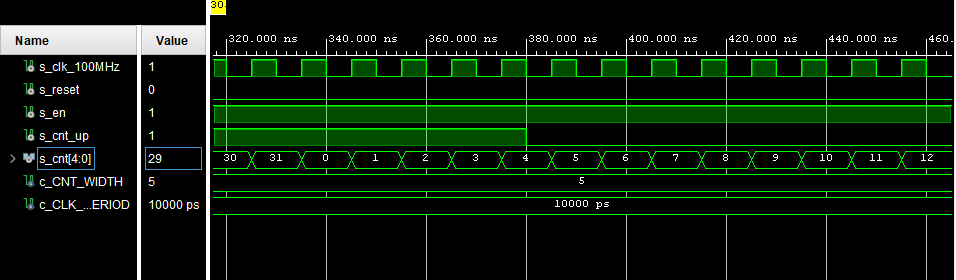 30.
Name Value
320.000 ns 340.000 ns 360.000 ns 380.000 ns 400.000 ns 420.000 ns 440.000 ns 460.
s_clk_100MHz 1
s_reset 0
s_en 1
s_cnt_up 1
s_cnt[4:0] 29 30 31 0 1 2 3 4 5 6 7 8 9 10 11 12
c_CNT_WIDTH 5 5
c_CLK_...ERIOD 10000 ps 10000 ps